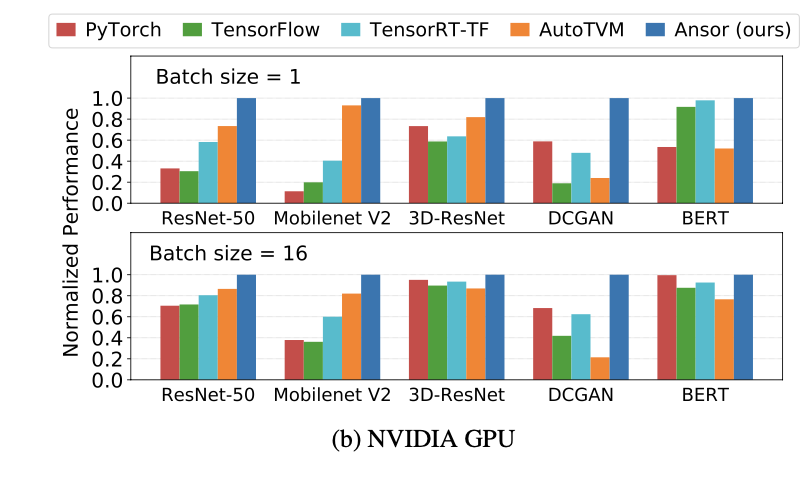 PyTorch TensorFlow TensorRT-TF AutoTVM Ansor (ours)
Normalized Performance
Batch size = 1
1.0
0.8
0.6
0.4
0.2
0.0
ResNet-50 Mobilenet V2 3D-ResNet DCGAN BERT
Batch size = 16
1.0
0.8
0.6
0.4
0.2
0.0
ResNet-50 Mobilenet V2 3D-ResNet DCGAN BERT
(b) NVIDIA GPU